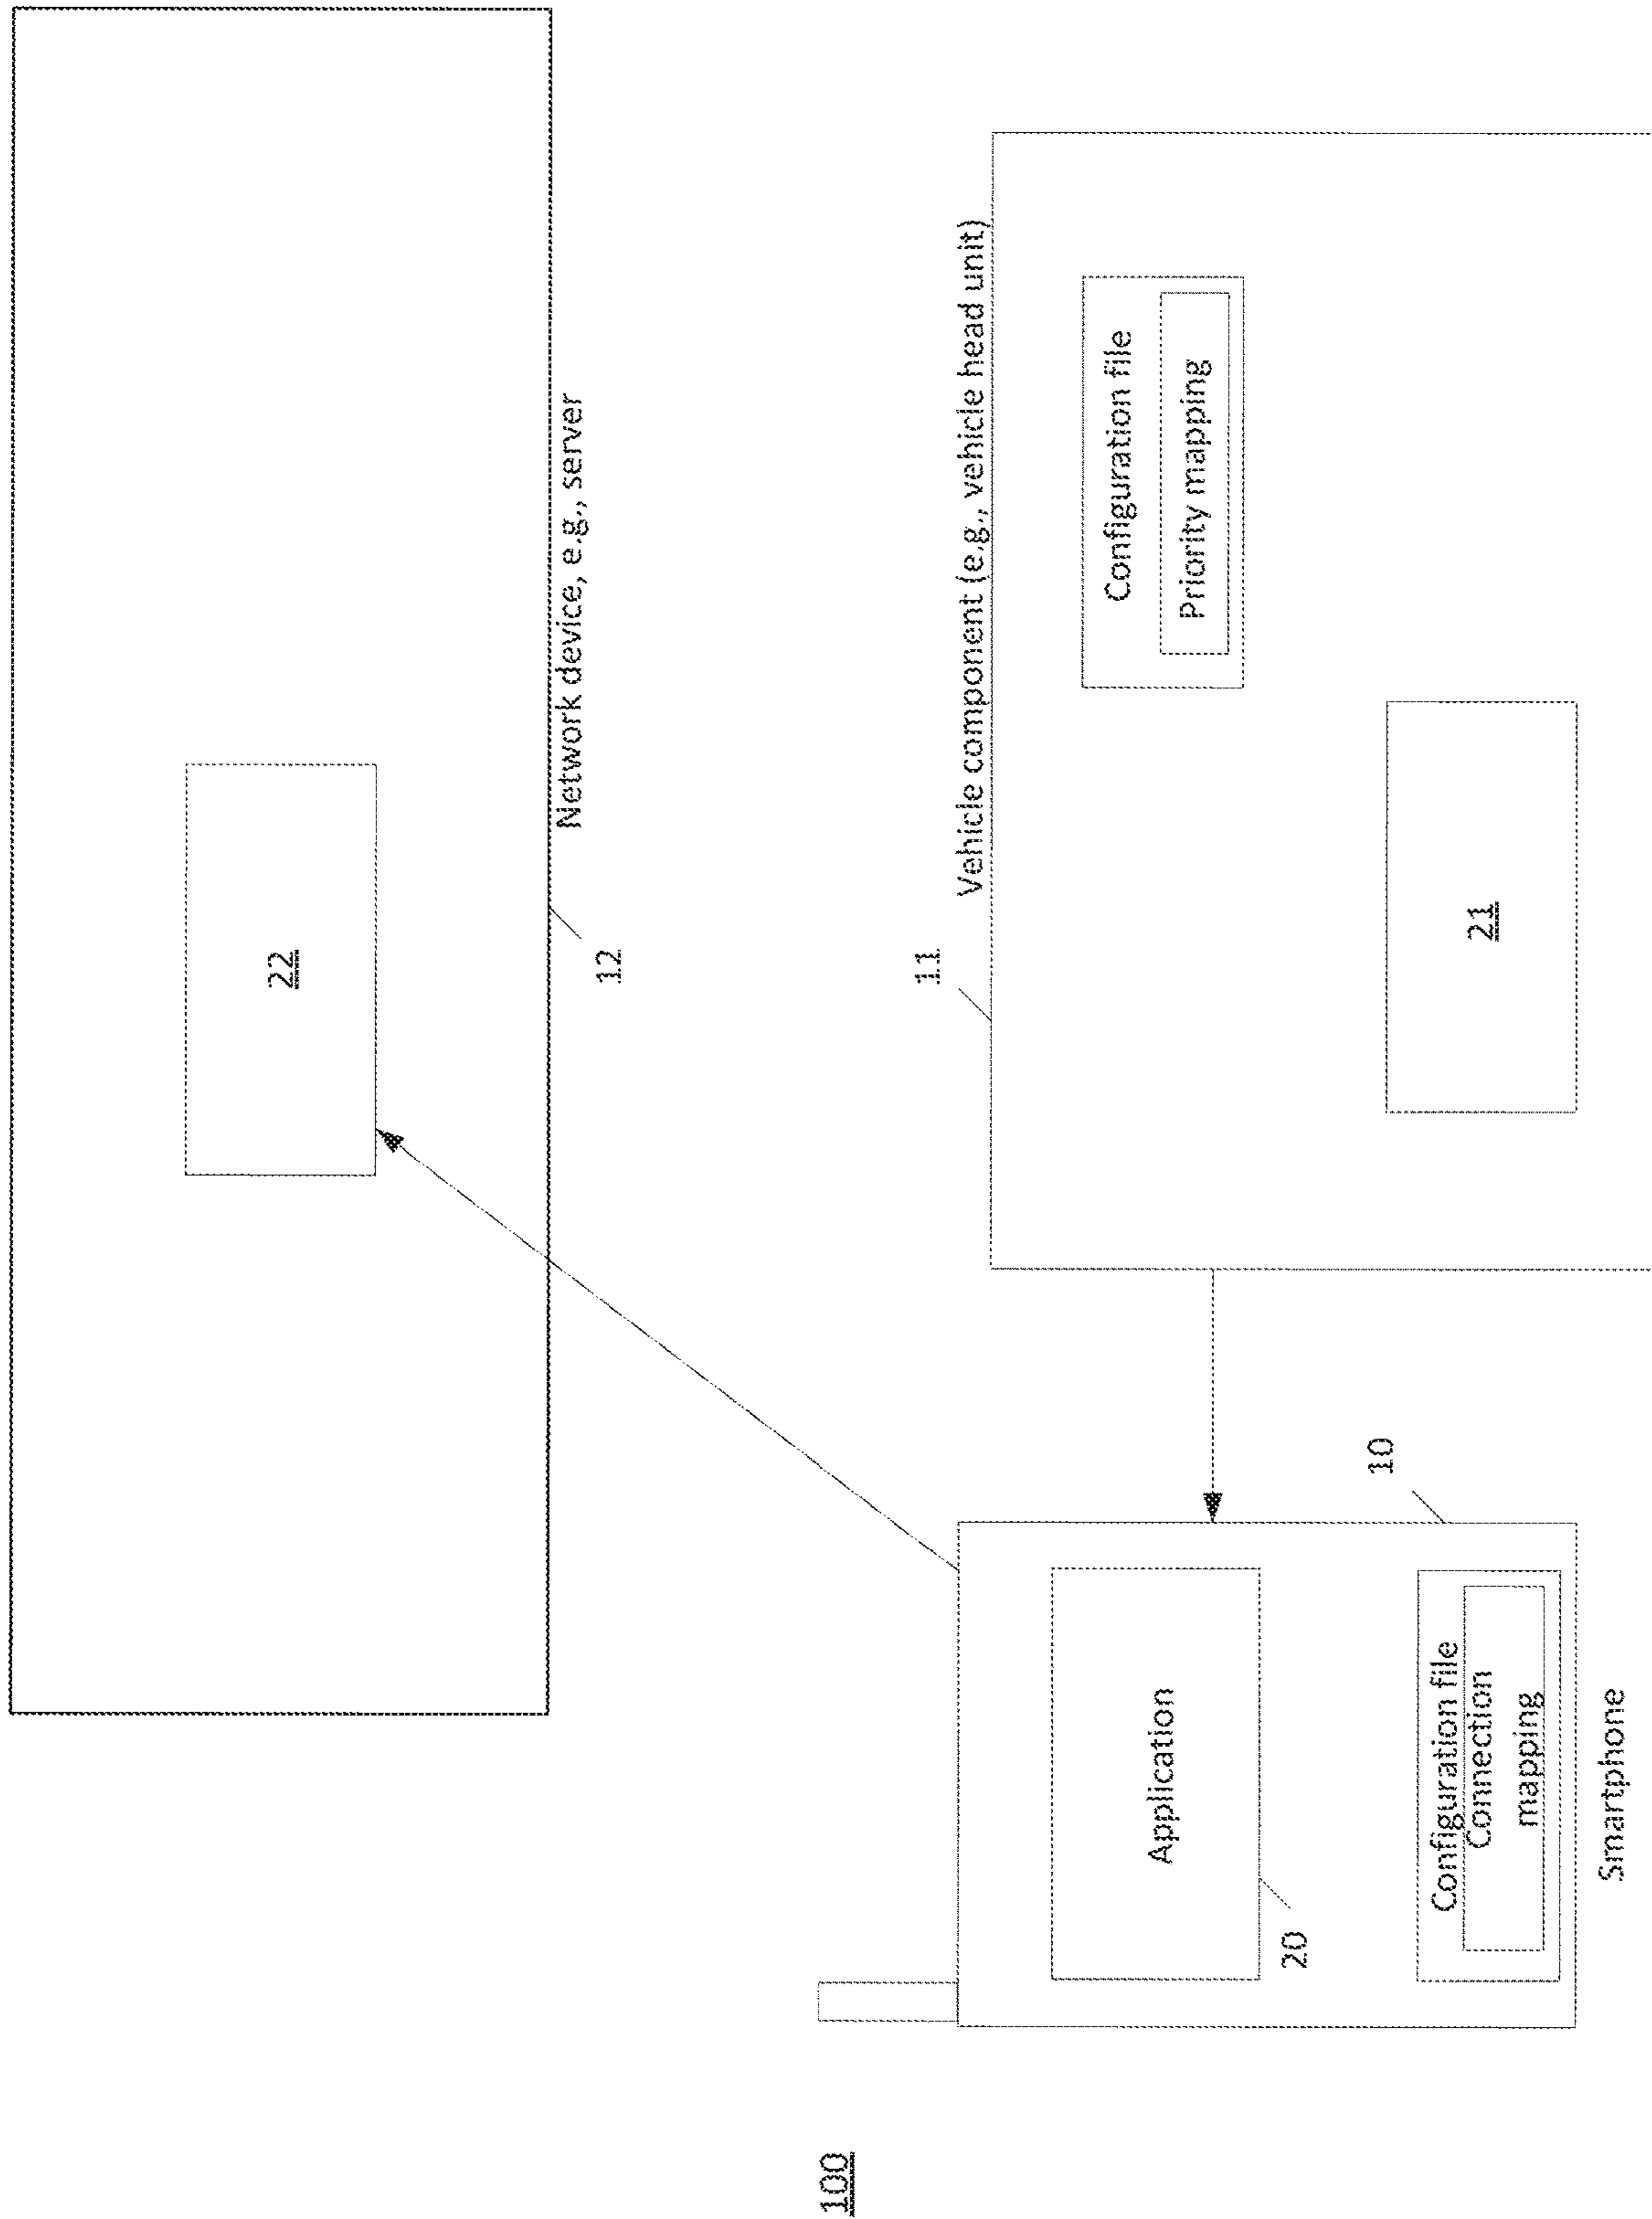 100
Smartphone
10
Application
20
Configuration file
Connection
mapping
Vehicle component (e.g., vehicle head unit)
11
Configuration file
Priority mapping
21
Network device, e.g., server
12
22